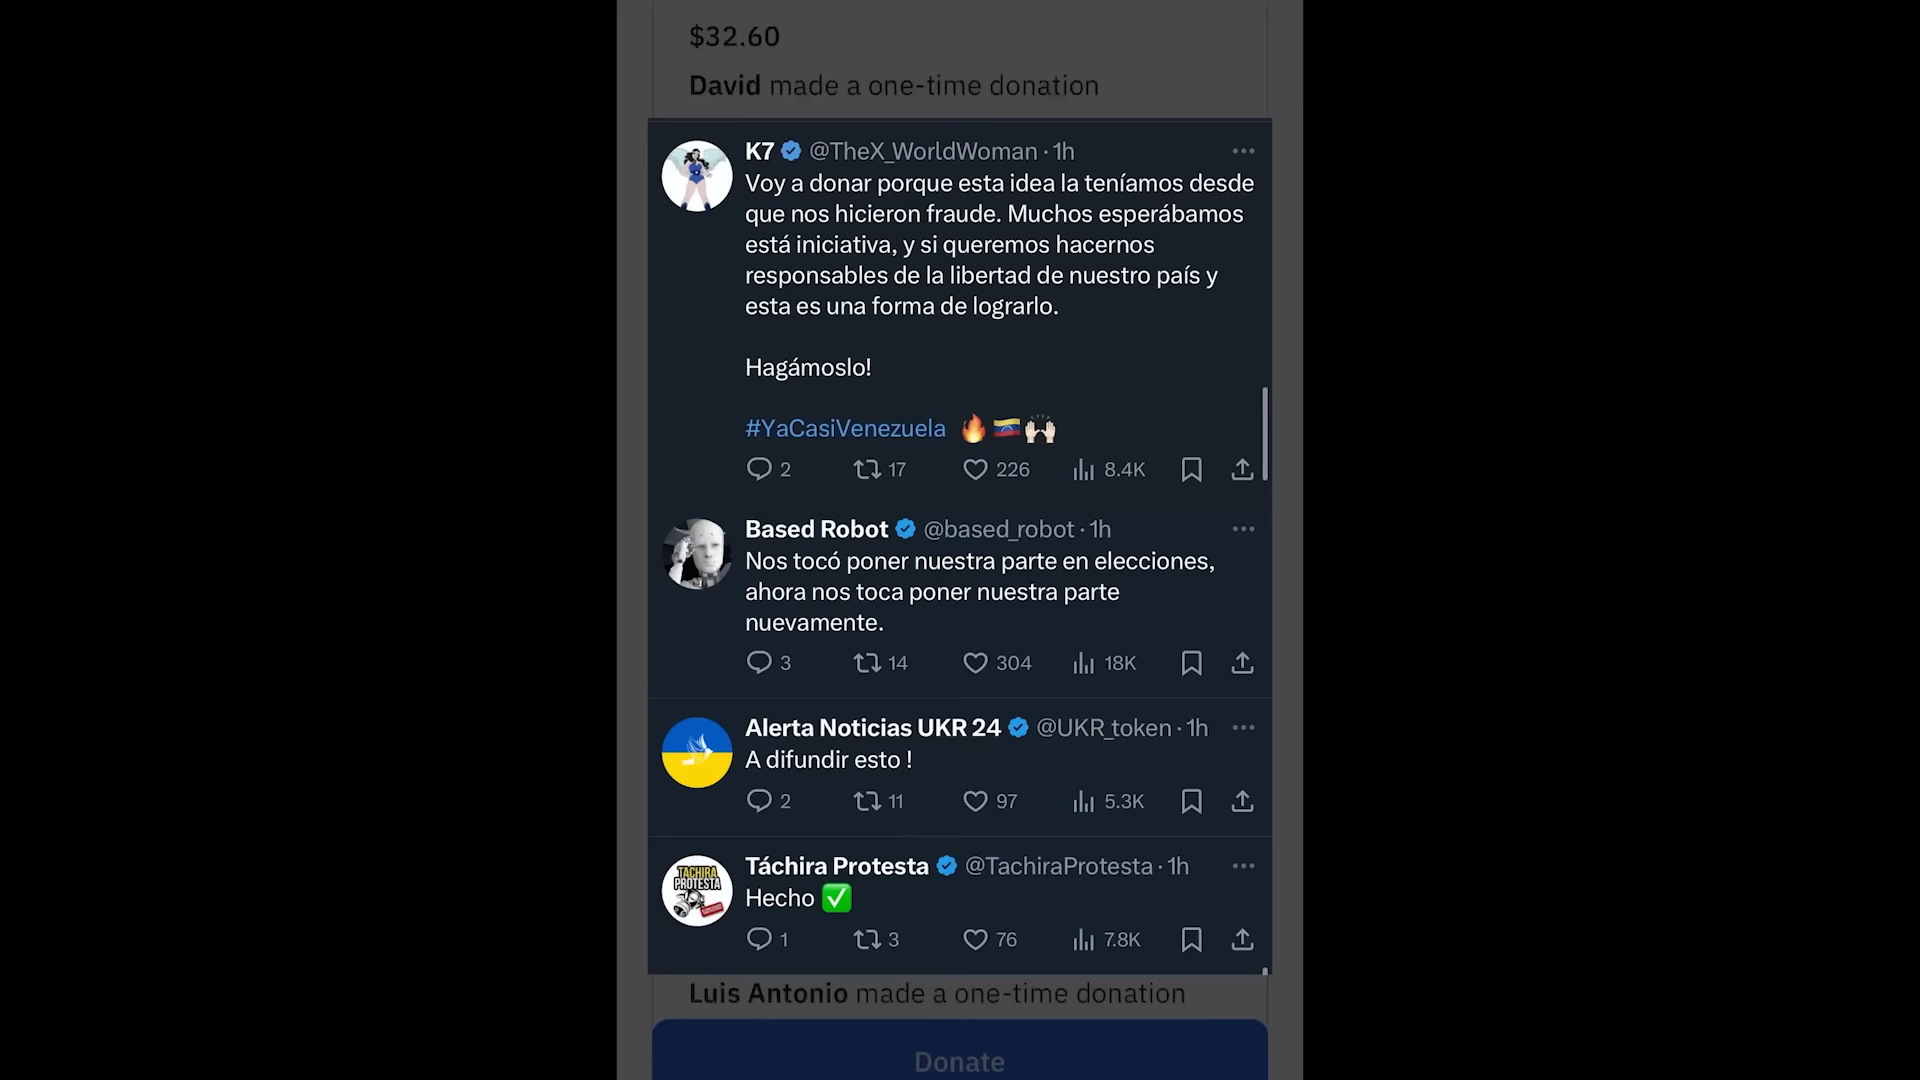 $32.60
David made a one-time donation
K7 @TheX_WorldWoman · 1h
Voy a donar porque esta idea la teníamos desde
que nos hicieron fraude. Muchos esperábamos
está iniciativa, y si queremos hacernos
responsables de la libertad de nuestro país y
esta es una forma de lograrlo.
Hagámoslo!
#YaCasiVenezuela 🔥🇻🇪🙌🏻
2 17 226 8.4K
Based Robot @based_robot · 1h
Nos tocó poner nuestra parte en elecciones,
ahora nos toca poner nuestra parte
nuevamente.
3 14 304 18K
Alerta Noticias UKR 24 @UKR_token · 1h
A difundir esto !
2 11 97 5.3K
TACHIRA
PROTESTA
Táchira Protesta @TachiraProtesta · 1h
Hecho ✅
1 3 76 7.8K
Luis Antonio made a one-time donation
Donate